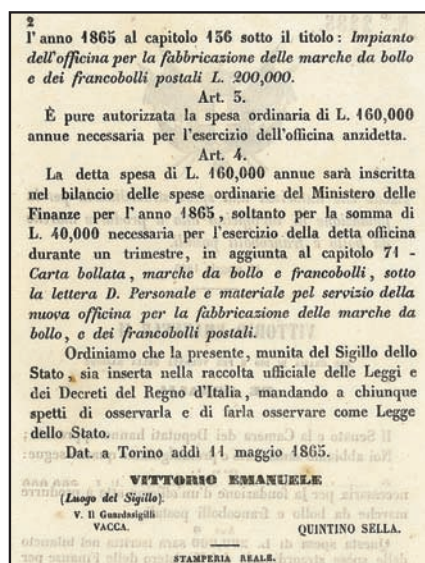 2
l'anno 1865 al capitolo 156 sotto il titolo: Impianto
dell'officina per la fabbricazione delle marche da bollo
e dei francobolli postali L. 200,000.
Art. 3.
È pure autorizzata la spesa ordinaria di L. 160,000
annue necessaria per l'esercizio dell'officina anzidetta.
Art. 4.
La detta spesa di L. 160,000 annue sarà inscritta
nel bilancio delle spese ordinarie del Ministero delle
Finanze per l'anno 1865, soltanto per la somma di
L. 40,000 necessaria per l'esercizio della detta officina
durante un trimestre, in aggiunta al capitolo 71 -
Carta bollata, marche da bollo e francobolli, sotto
la lettera D. Personale e materiale pel servizio della
nuova officina per la fabbricazione delle marche da
bollo, e dei francobolli postali.
Ordiniamo che la presente, munita del Sigillo dello
Stato, sia inserta nella raccolta ufficiale delle Leggi e
dei Decreti del Regno d'Italia, mandando a chiunque
spetti di osservarla e di farla osservare come Legge
dello Stato.
Dat. a Torino addì 11 maggio 1865.
VITTORIO EMANUELE
(Luogo del Sigillo).
V. Il Guardasigilli
VACCA.
QUINTINO SELLA.
STAMPERIA REALE.